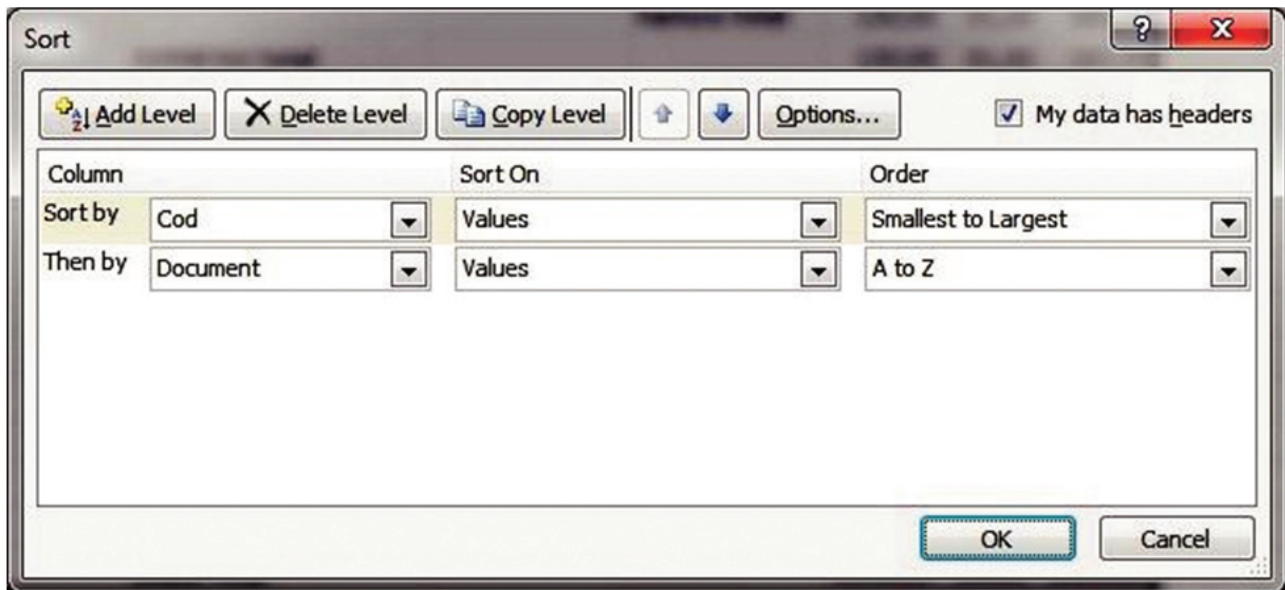 Sort
Add Level Delete Level Copy Level Options... My data has headers
Column Sort On Order
Sort by Cod Values Smallest to Largest
Then by Document Values A to Z
OK Cancel